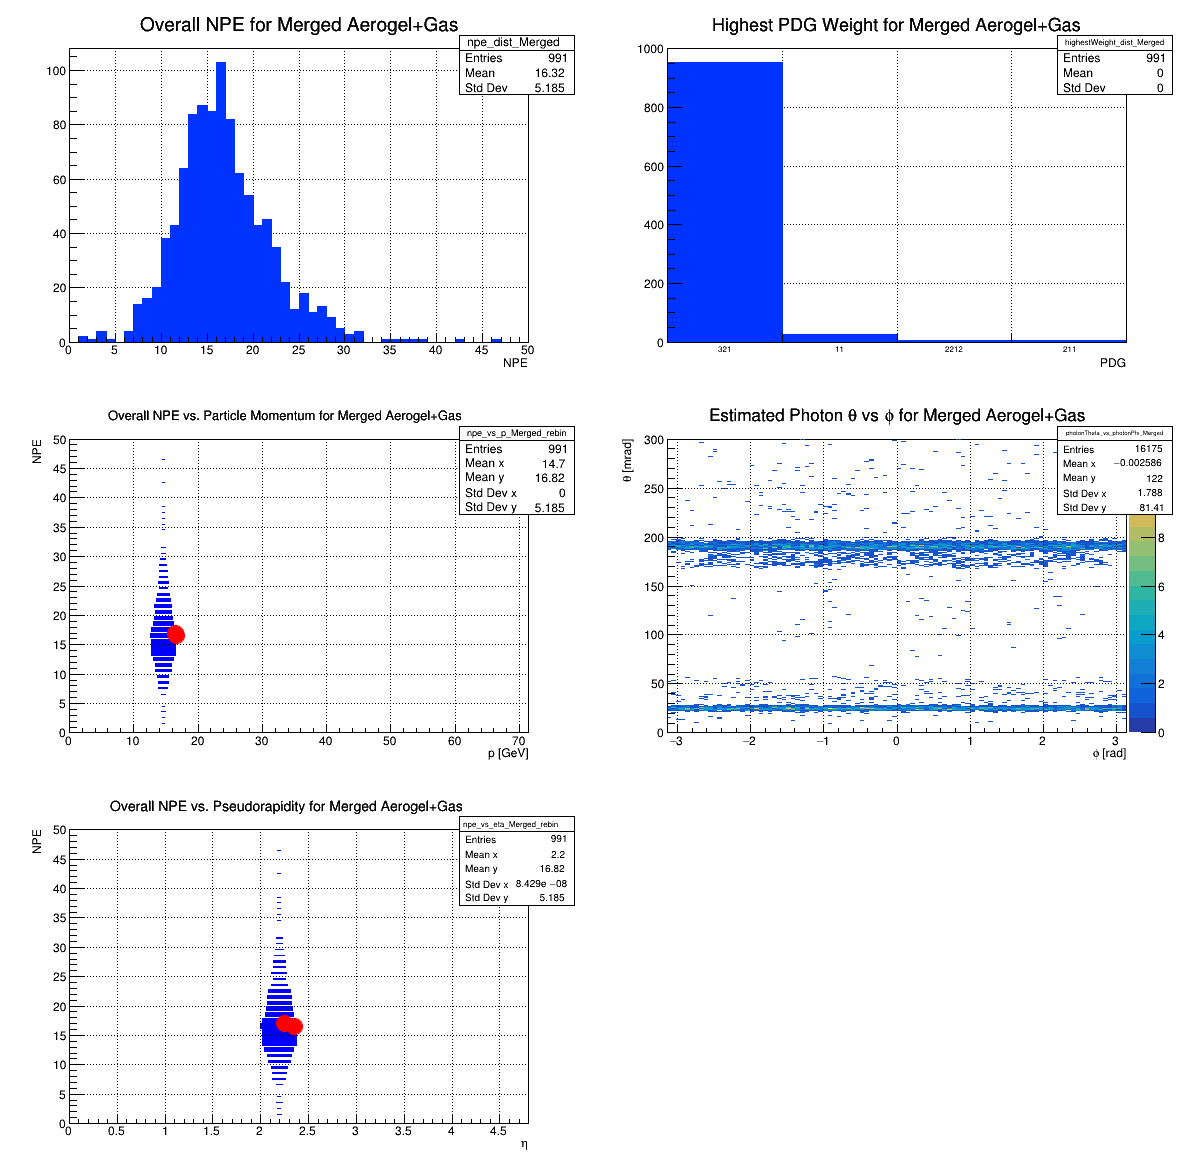 Overall NPE for Merged Aerogel+Gas
npe_dist_Merged
Entries 991
Mean 16.32
Std Dev 5.185
100
80
60
40
20
0
0 5 10 15 20 25 30 35 40 45 50
NPE
Highest PDG Weight for Merged Aerogel+Gas
highestWeight_dist_Merged
Entries 991
Mean 0
Std Dev 0
1000
800
600
400
200
0
321 11 2212 211
PDG
Overall NPE vs. Particle Momentum for Merged Aerogel+Gas
npe_vs_p_Merged_rebin
Entries 991
Mean x 14.7
Mean y 16.82
Std Dev x 0
Std Dev y 5.185
NPE
50
45
40
35
30
25
20
15
10
5
0
0 10 20 30 40 50 60 70
p [GeV]
Estimated Photon θ vs ϕ for Merged Aerogel+Gas
photonTheta_vs_photonPhi_Merged
Entries 16175
Mean x −0.002586
Mean y 122
Std Dev x 1.788
Std Dev y 81.41
θ [mrad]
300
250
200
150
100
50
0
8
6
4
2
0
−3 −2 −1 0 1 2 3
ϕ [rad]
Overall NPE vs. Pseudorapidity for Merged Aerogel+Gas
npe_vs_eta_Merged_rebin
Entries 991
Mean x 2.2
Mean y 16.82
Std Dev x 8.429e −08
Std Dev y 5.185
NPE
50
45
40
35
30
25
20
15
10
5
0
0 0.5 1 1.5 2 2.5 3 3.5 4 4.5
η